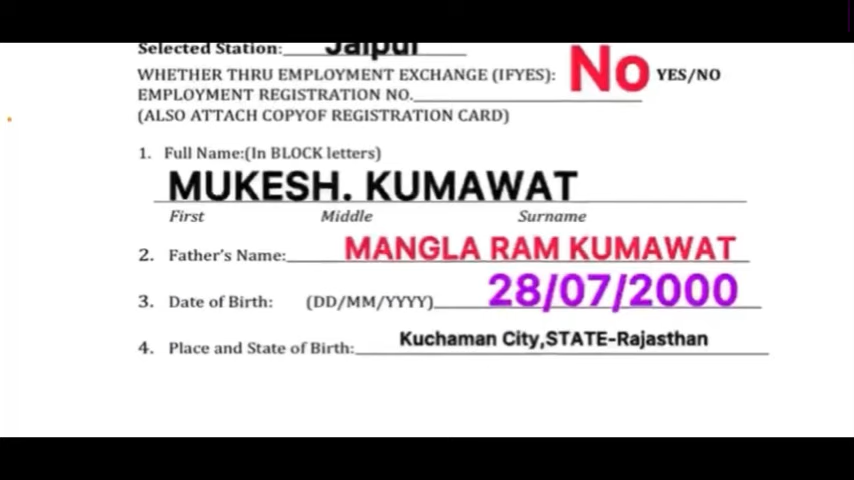 Selected Station: Jaipur
WHETHER THRU EMPLOYMENT EXCHANGE (IFYES): No YES/NO
EMPLOYMENT REGISTRATION NO.
(ALSO ATTACH COPYOF REGISTRATION CARD)
1. Full Name:(In BLOCK letters)
MUKESH. KUMAWAT
First Middle Surname
2. Father's Name: MANGLA RAM KUMAWAT
3. Date of Birth: (DD/MM/YYYY) 28/07/2000
4. Place and State of Birth: Kuchaman City,STATE-Rajasthan